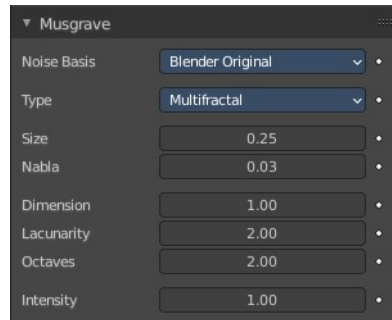 Musgrave
Noise Basis Blender Original
Type Multifractal
Size 0.25
Nabla 0.03
Dimension 1.00
Lacunarity 2.00
Octaves 2.00
Intensity 1.00